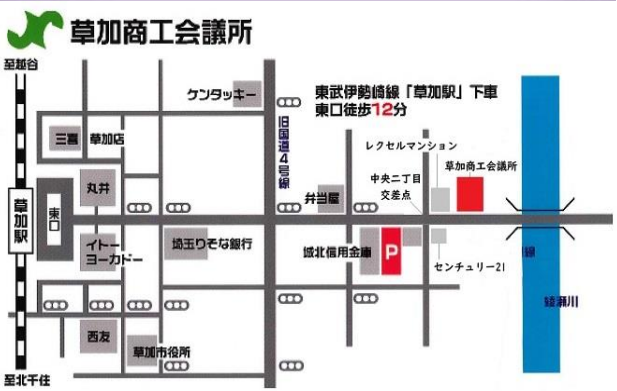 草加商工会議所
至越谷
ケンタッキー
東武伊勢崎線「草加駅」下車
東口徒歩12分
旧国道4号線
レクセルマンション
三喜 草加店
草加商工会議所
丸井
中央二丁目
交差点
弁当屋
草加駅
東口
イトー
ヨーカドー
埼玉りそな銀行
城北信用金庫
P
線
センチュリー21
綾瀬川
西友
草加市役所
至北千住